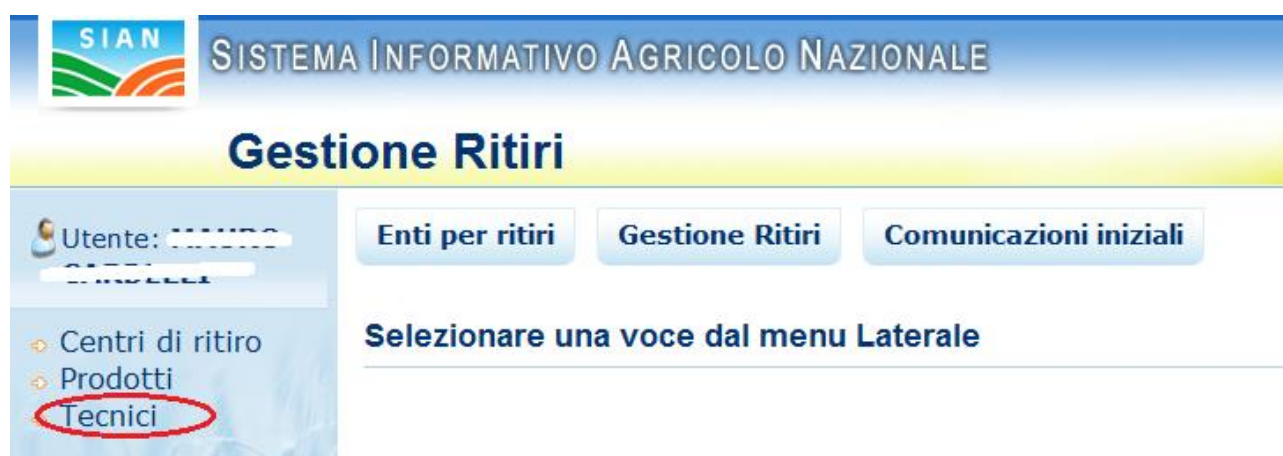 SIAN
SISTEMA INFORMATIVO AGRICOLO NAZIONALE
Gestione Ritiri
Utente:
Enti per ritiri
Gestione Ritiri
Comunicazioni iniziali
Centri di ritiro
Prodotti
Tecnici
Selezionare una voce dal menu Laterale